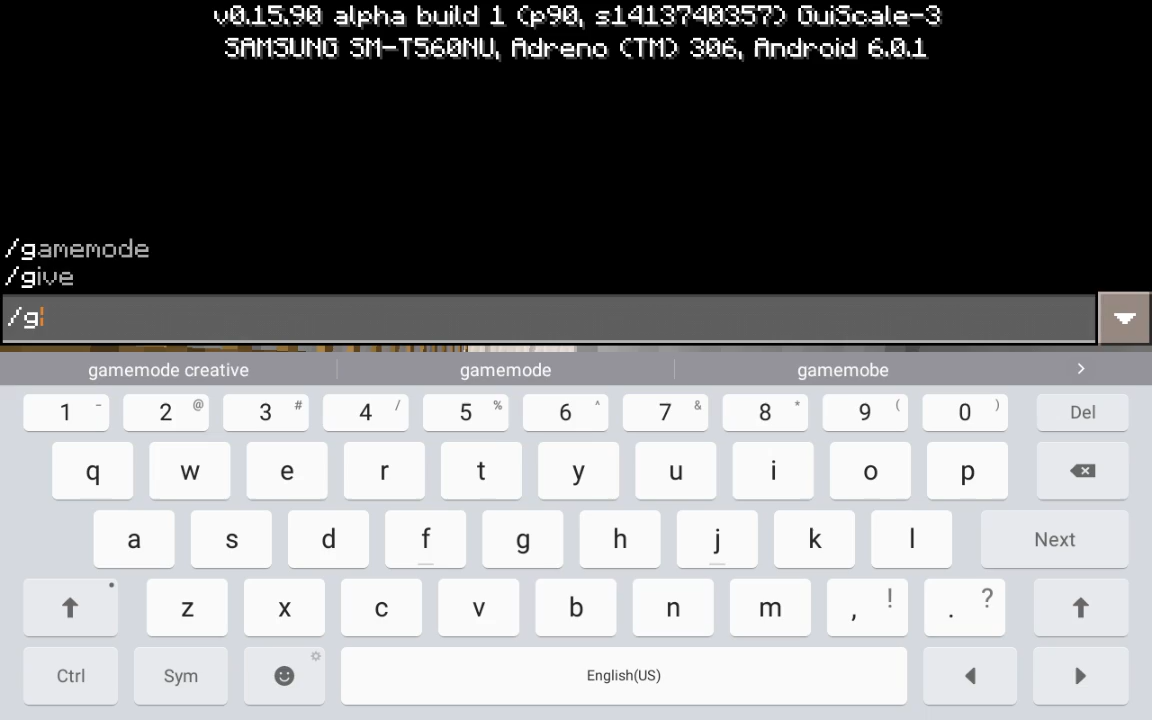 v0.15.90 alpha build 1 (p90, s1413740357) GuiScale-3
SAMSUNG SM-T560NU, Adreno (TM) 306, Android 6.0.1
/gamemode
/give
/g
gamemode creative gamemode gamemobe >
1 - 2 @ 3 # 4 / 5 % 6 ^ 7 & 8 * 9 ( 0 ) Del
q w e r t y u i o p
a s d f g h j k l Next
z x c v b n m , ! . ?
Ctrl Sym English(US)